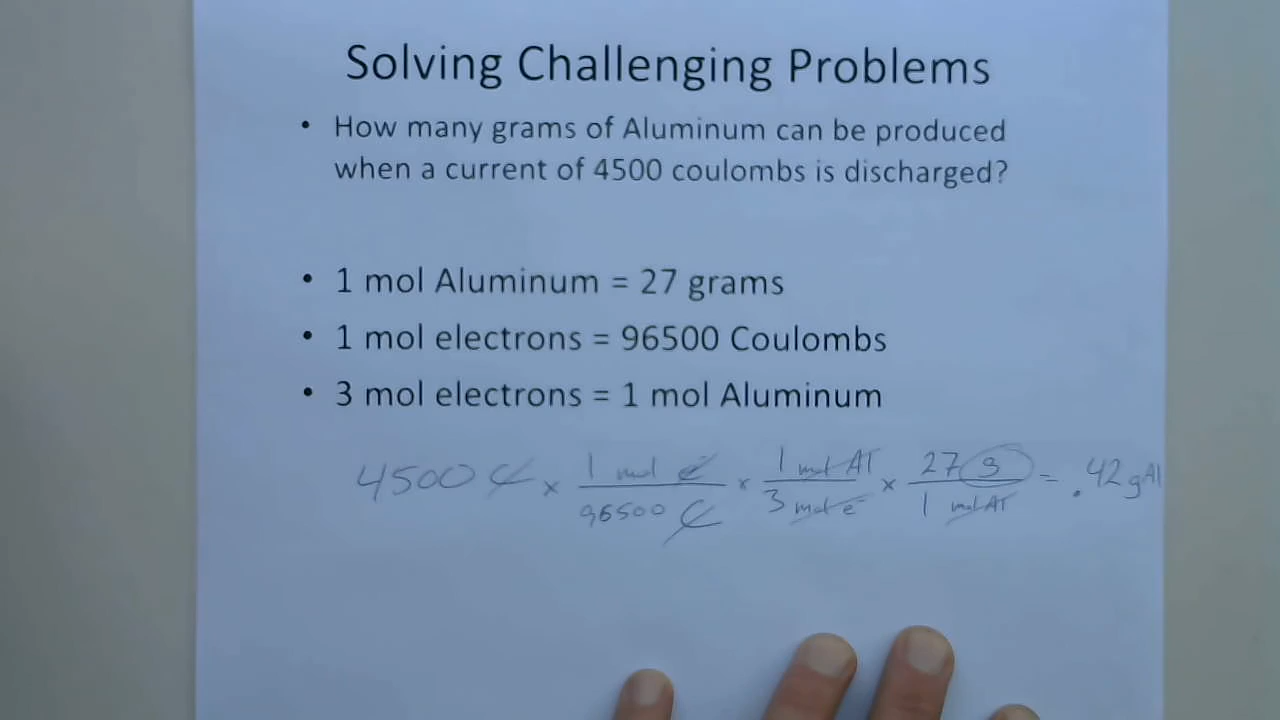 Solving Challenging Problems
• How many grams of Aluminum can be produced
when a current of 4500 coulombs is discharged?
• 1 mol Aluminum = 27 grams
• 1 mol electrons = 96500 Coulombs
• 3 mol electrons = 1 mol Aluminum
4500 C × 1 mol e⁻ / 96500 C × 1 mol Al / 3 mol e⁻ × 27 g / 1 mol Al = .42 g Al